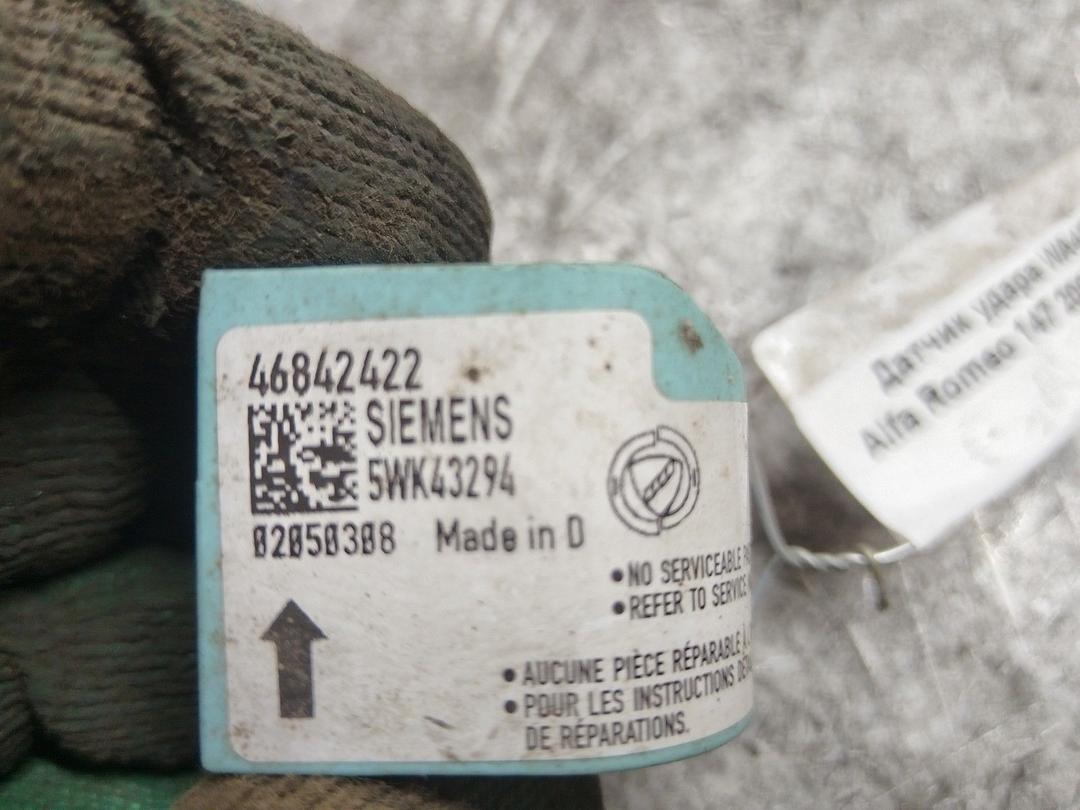 46842422
SIEMENS
5WK43294
02050308 Made in D
• NO SERVICEABLE
• REFER TO SERVICE
• AUCUNE PIÈCE RÉPARABLE À
• POUR LES INSTRUCTIONS
DE RÉPARATIONS.
Датчик удара
Alfa Romeo 147